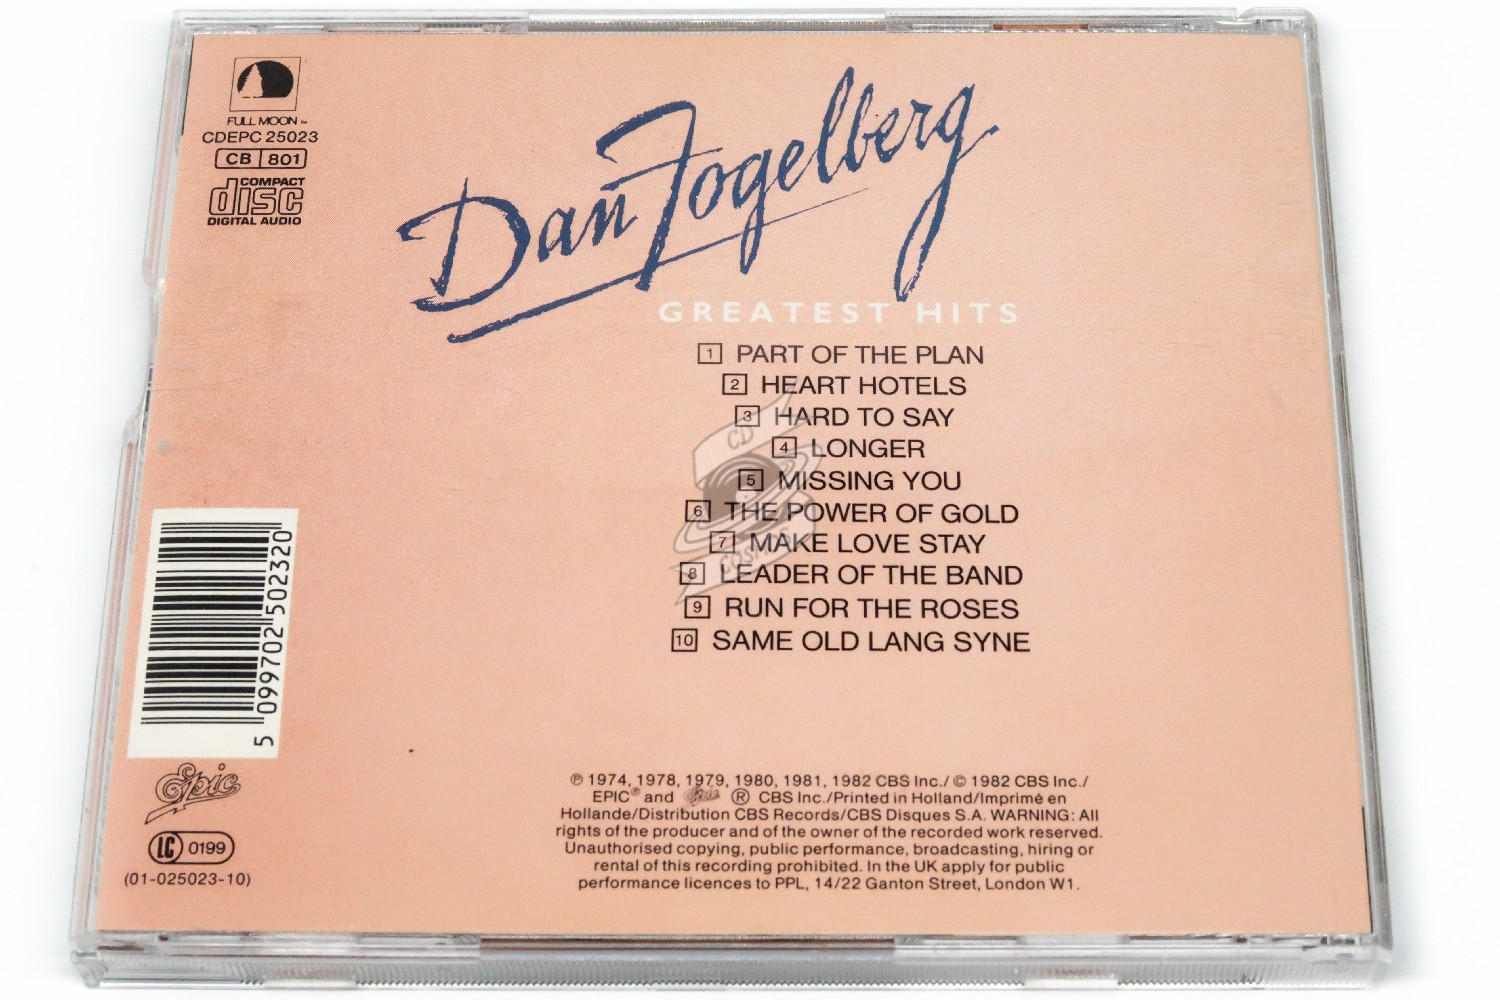 FULL MOON ™
CDEPC 25023
CB 801
COMPACT
disc
DIGITAL AUDIO
Dan Fogelberg
GREATEST HITS
1 PART OF THE PLAN
2 HEART HOTELS
3 HARD TO SAY
4 LONGER
5 MISSING YOU
6 THE POWER OF GOLD
7 MAKE LOVE STAY
8 LEADER OF THE BAND
9 RUN FOR THE ROSES
10 SAME OLD LANG SYNE
CD
COSMOS
5 099702 502320
Epic
LC 0199
(01-025023-10)
℗ 1974, 1978, 1979, 1980, 1981, 1982 CBS Inc./ © 1982 CBS Inc./
EPIC® and Epic ® CBS Inc./Printed in Holland/Imprimé en
Hollande/Distribution CBS Records/CBS Disques S.A. WARNING: All
rights of the producer and of the owner of the recorded work reserved.
Unauthorised copying, public performance, broadcasting, hiring or
rental of this recording prohibited. In the UK apply for public
performance licences to PPL, 14/22 Ganton Street, London W1.